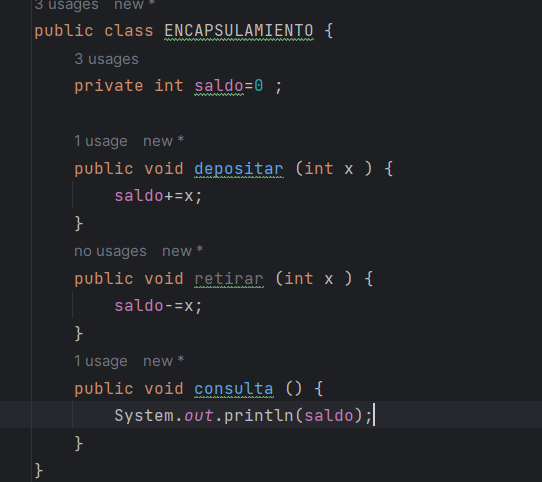 3 usages new *
public class ENCAPSULAMIENTO {
3 usages
private int saldo=0 ;
1 usage new *
public void depositar (int x ) {
saldo+=x;
}
no usages new *
public void retirar (int x ) {
saldo-=x;
}
1 usage new *
public void consulta () {
System.out.println(saldo);
}
}